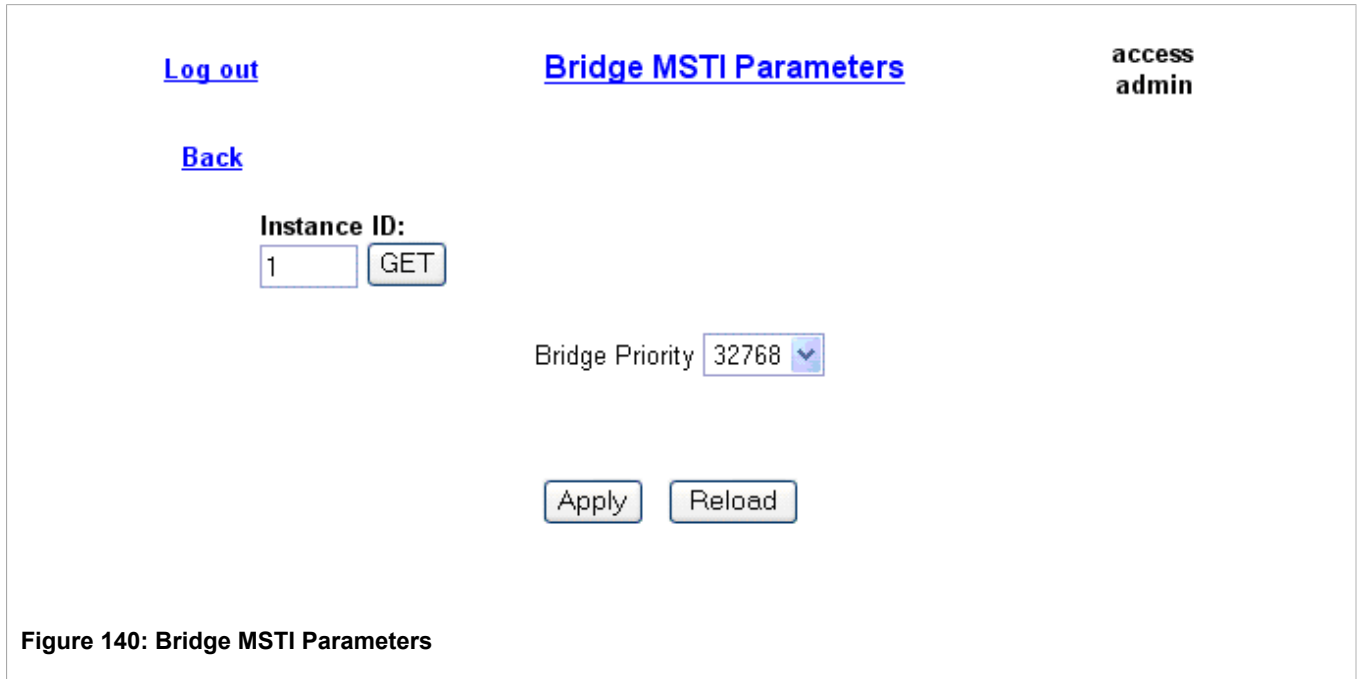 Log out Bridge MSTI Parameters access
admin
Back
Instance ID:
1 GET
Bridge Priority 32768
Apply Reload
Figure 140: Bridge MSTI Parameters